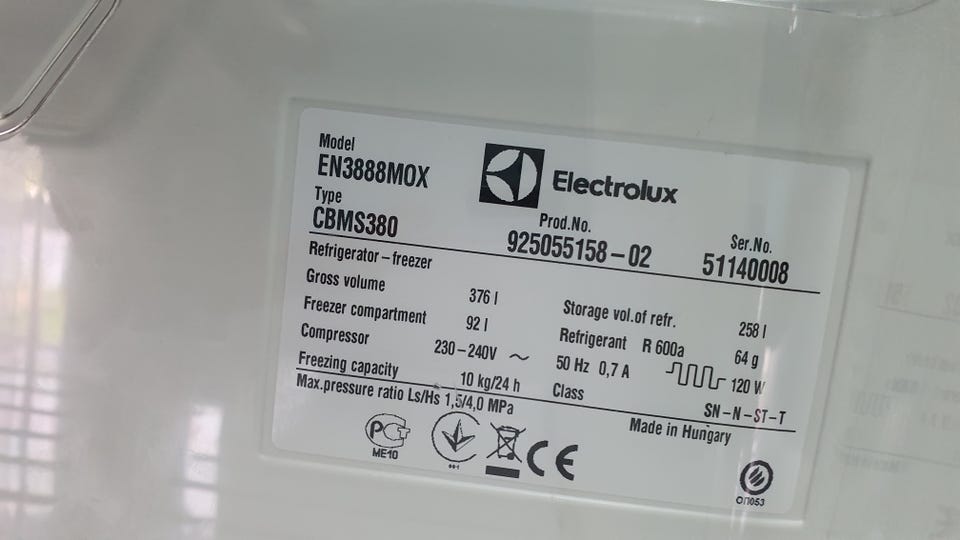 Model
EN3888MOX
Electrolux
Type
CBMS380
Prod.No.
925055158-02
Ser.No.
51140008
Refrigerator-freezer
Gross volume 376 l
Storage vol.of refr. 258 l
Freezer compartment 92 l
Refrigerant R 600a 64 g
Compressor 230-240V ~ 50 Hz 0,7 A 120 W
Freezing capacity 10 kg/24 h
Class SN-N-ST-T
Max.pressure ratio Ls/Hs 1,5/4,0 MPa
Made in Hungary
ME10
001
CE
ОП053